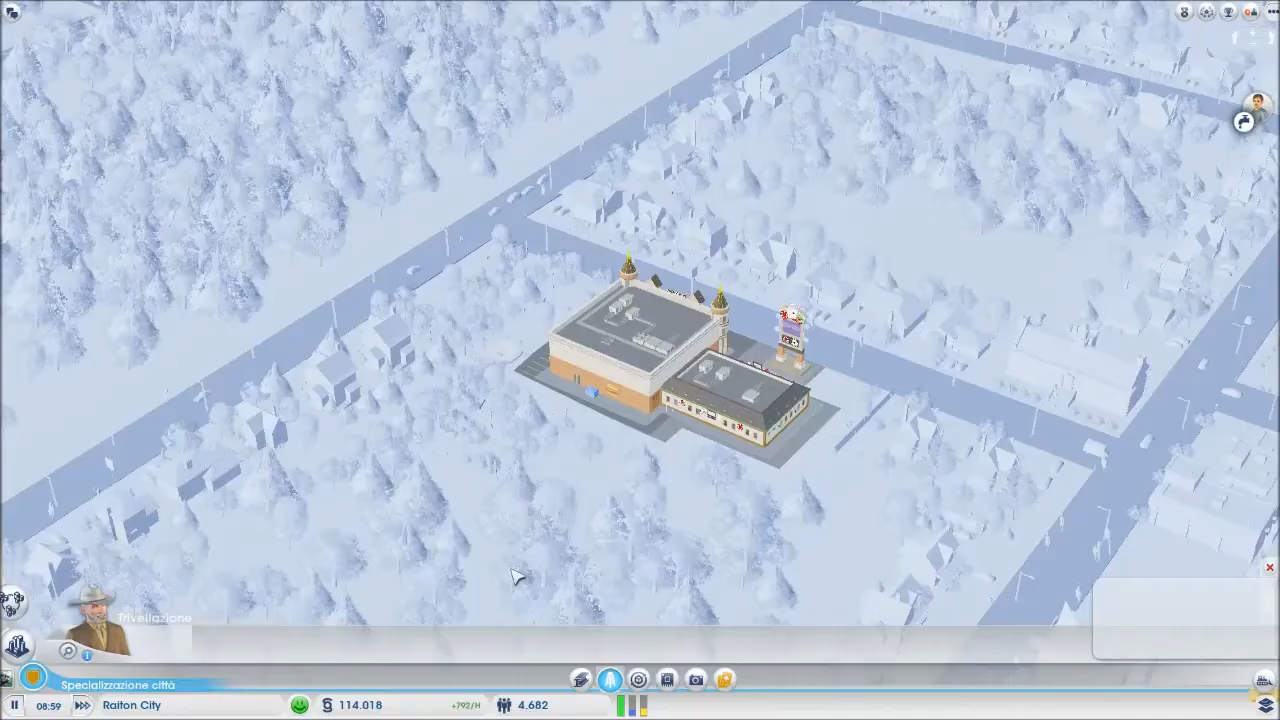 Trivellazione
Specializzazione città
08:59
Raiton City
114.018
+792/H
4.682